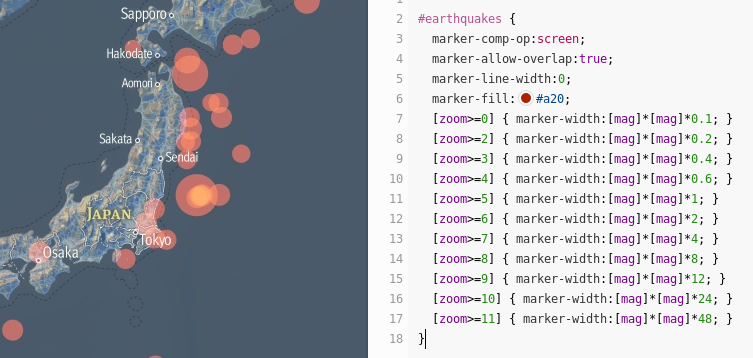 Sapporo
Hakodate
Aomori
Sakata
Sendai
JAPAN
Tokyo
Osaka
2 #earthquakes {
3 marker-comp-op:screen;
4 marker-allow-overlap:true;
5 marker-line-width:0;
6 marker-fill: #a20;
7 [zoom>=0] { marker-width:[mag]*[mag]*0.1; }
8 [zoom>=2] { marker-width:[mag]*[mag]*0.2; }
9 [zoom>=3] { marker-width:[mag]*[mag]*0.4; }
10 [zoom>=4] { marker-width:[mag]*[mag]*0.6; }
11 [zoom>=5] { marker-width:[mag]*[mag]*1; }
12 [zoom>=6] { marker-width:[mag]*[mag]*2; }
13 [zoom>=7] { marker-width:[mag]*[mag]*4; }
14 [zoom>=8] { marker-width:[mag]*[mag]*8; }
15 [zoom>=9] { marker-width:[mag]*[mag]*12; }
16 [zoom>=10] { marker-width:[mag]*[mag]*24; }
17 [zoom>=11] { marker-width:[mag]*[mag]*48; }
18 }